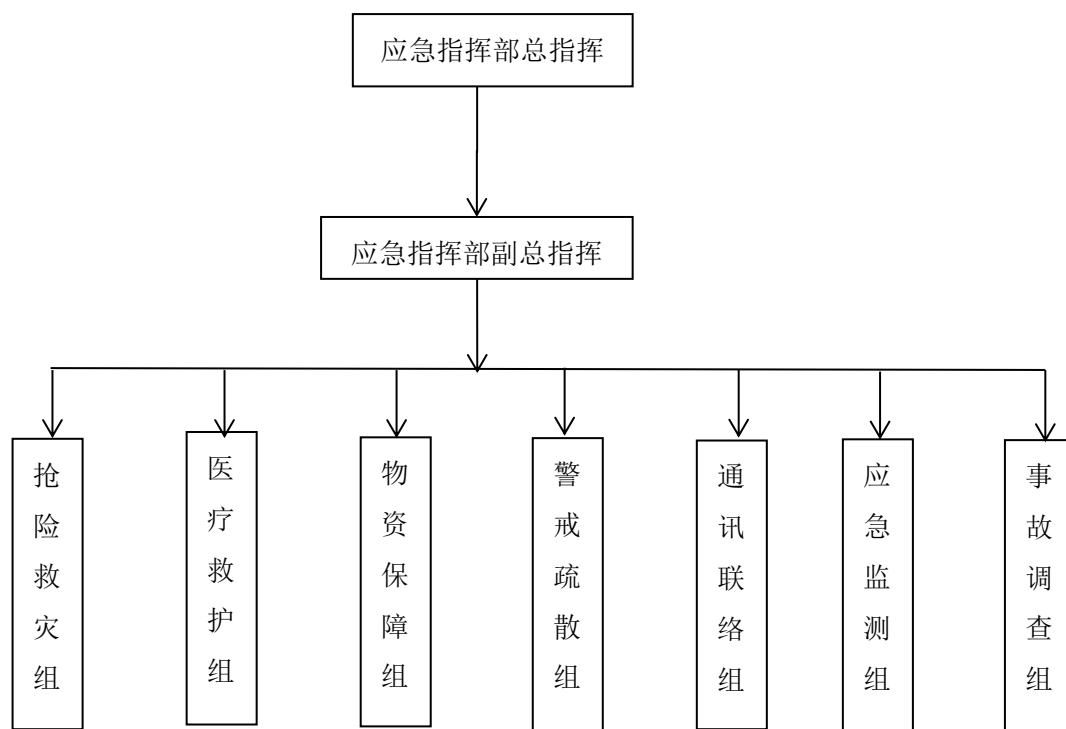 应急指挥部总指挥
应急指挥部副总指挥
抢险救灾组
医疗救护组
物资保障组
警戒疏散组
通讯联络组
应急监测组
事故调查组